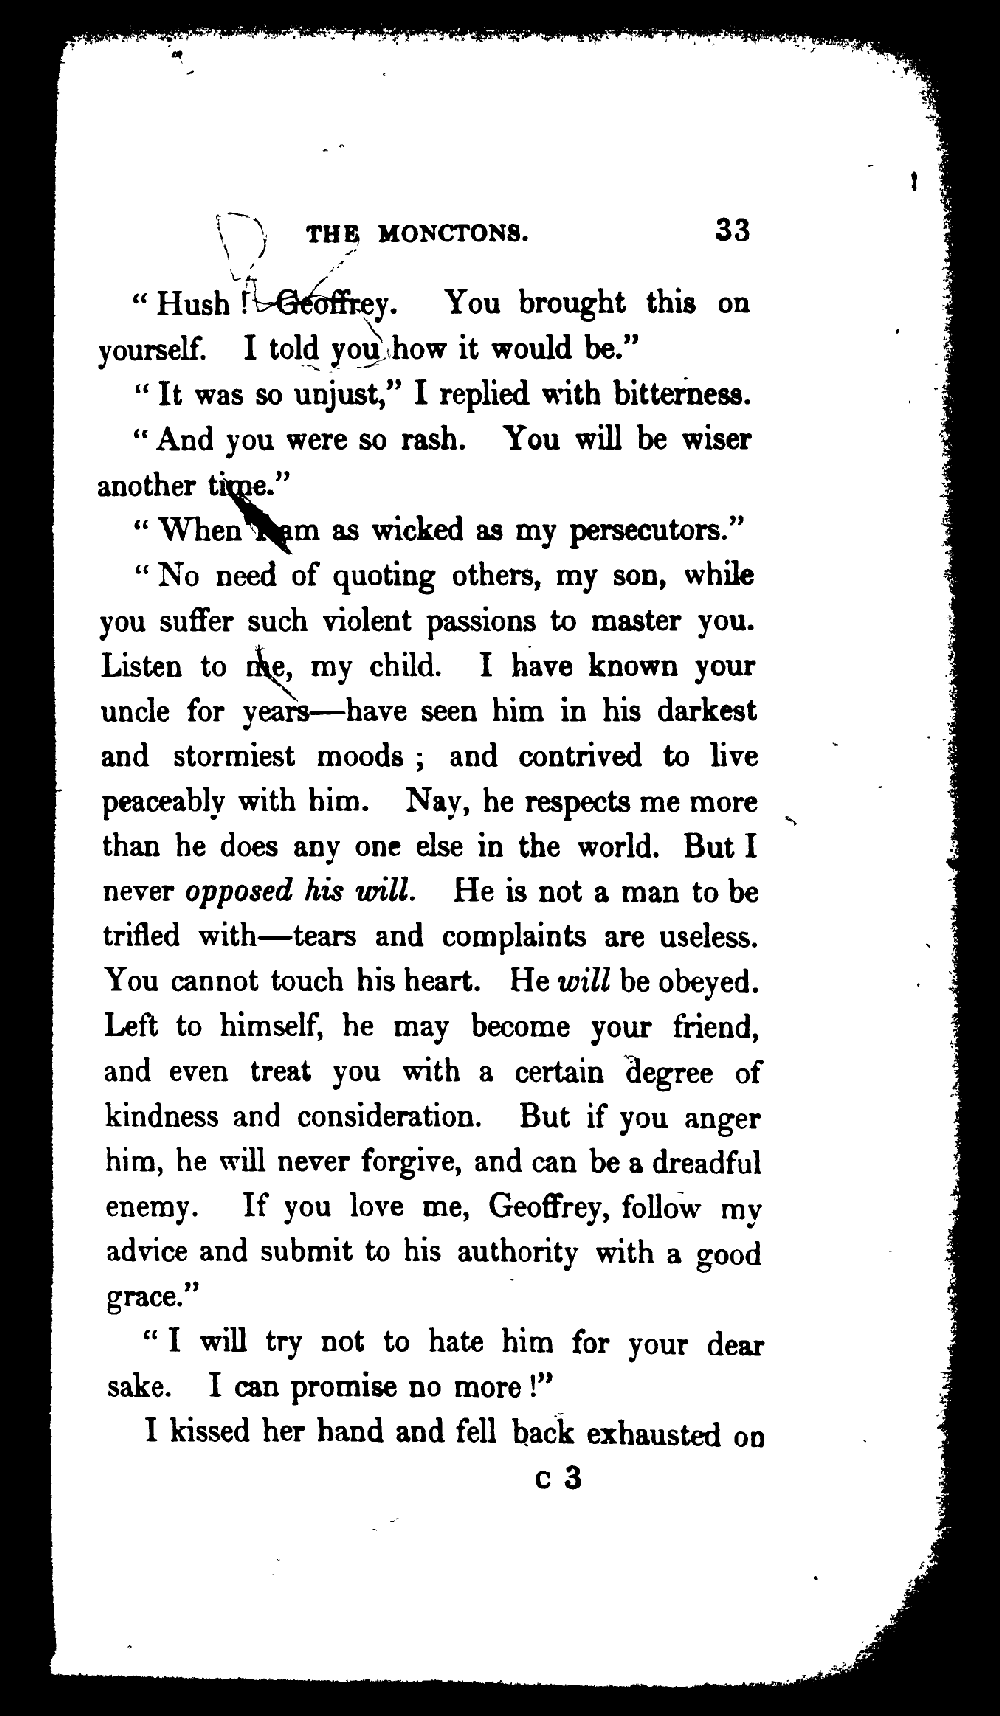 THE MONCTONS. 33
“Hush ! Geoffrey. You brought this on
yourself. I told you how it would be.”
“It was so unjust,” I replied with bitterness.
“And you were so rash. You will be wiser
another time.”
“When I am as wicked as my persecutors.”
“No need of quoting others, my son, while
you suffer such violent passions to master you.
Listen to me, my child. I have known your
uncle for years—have seen him in his darkest
and stormiest moods ; and contrived to live
peaceably with him. Nay, he respects me more
than he does any one else in the world. But I
never opposed his will. He is not a man to be
trifled with—tears and complaints are useless.
You cannot touch his heart. He will be obeyed.
Left to himself, he may become your friend,
and even treat you with a certain degree of
kindness and consideration. But if you anger
him, he will never forgive, and can be a dreadful
enemy. If you love me, Geoffrey, follow my
advice and submit to his authority with a good
grace.”
“I will try not to hate him for your dear
sake. I can promise no more !”
I kissed her hand and fell back exhausted on
C 3